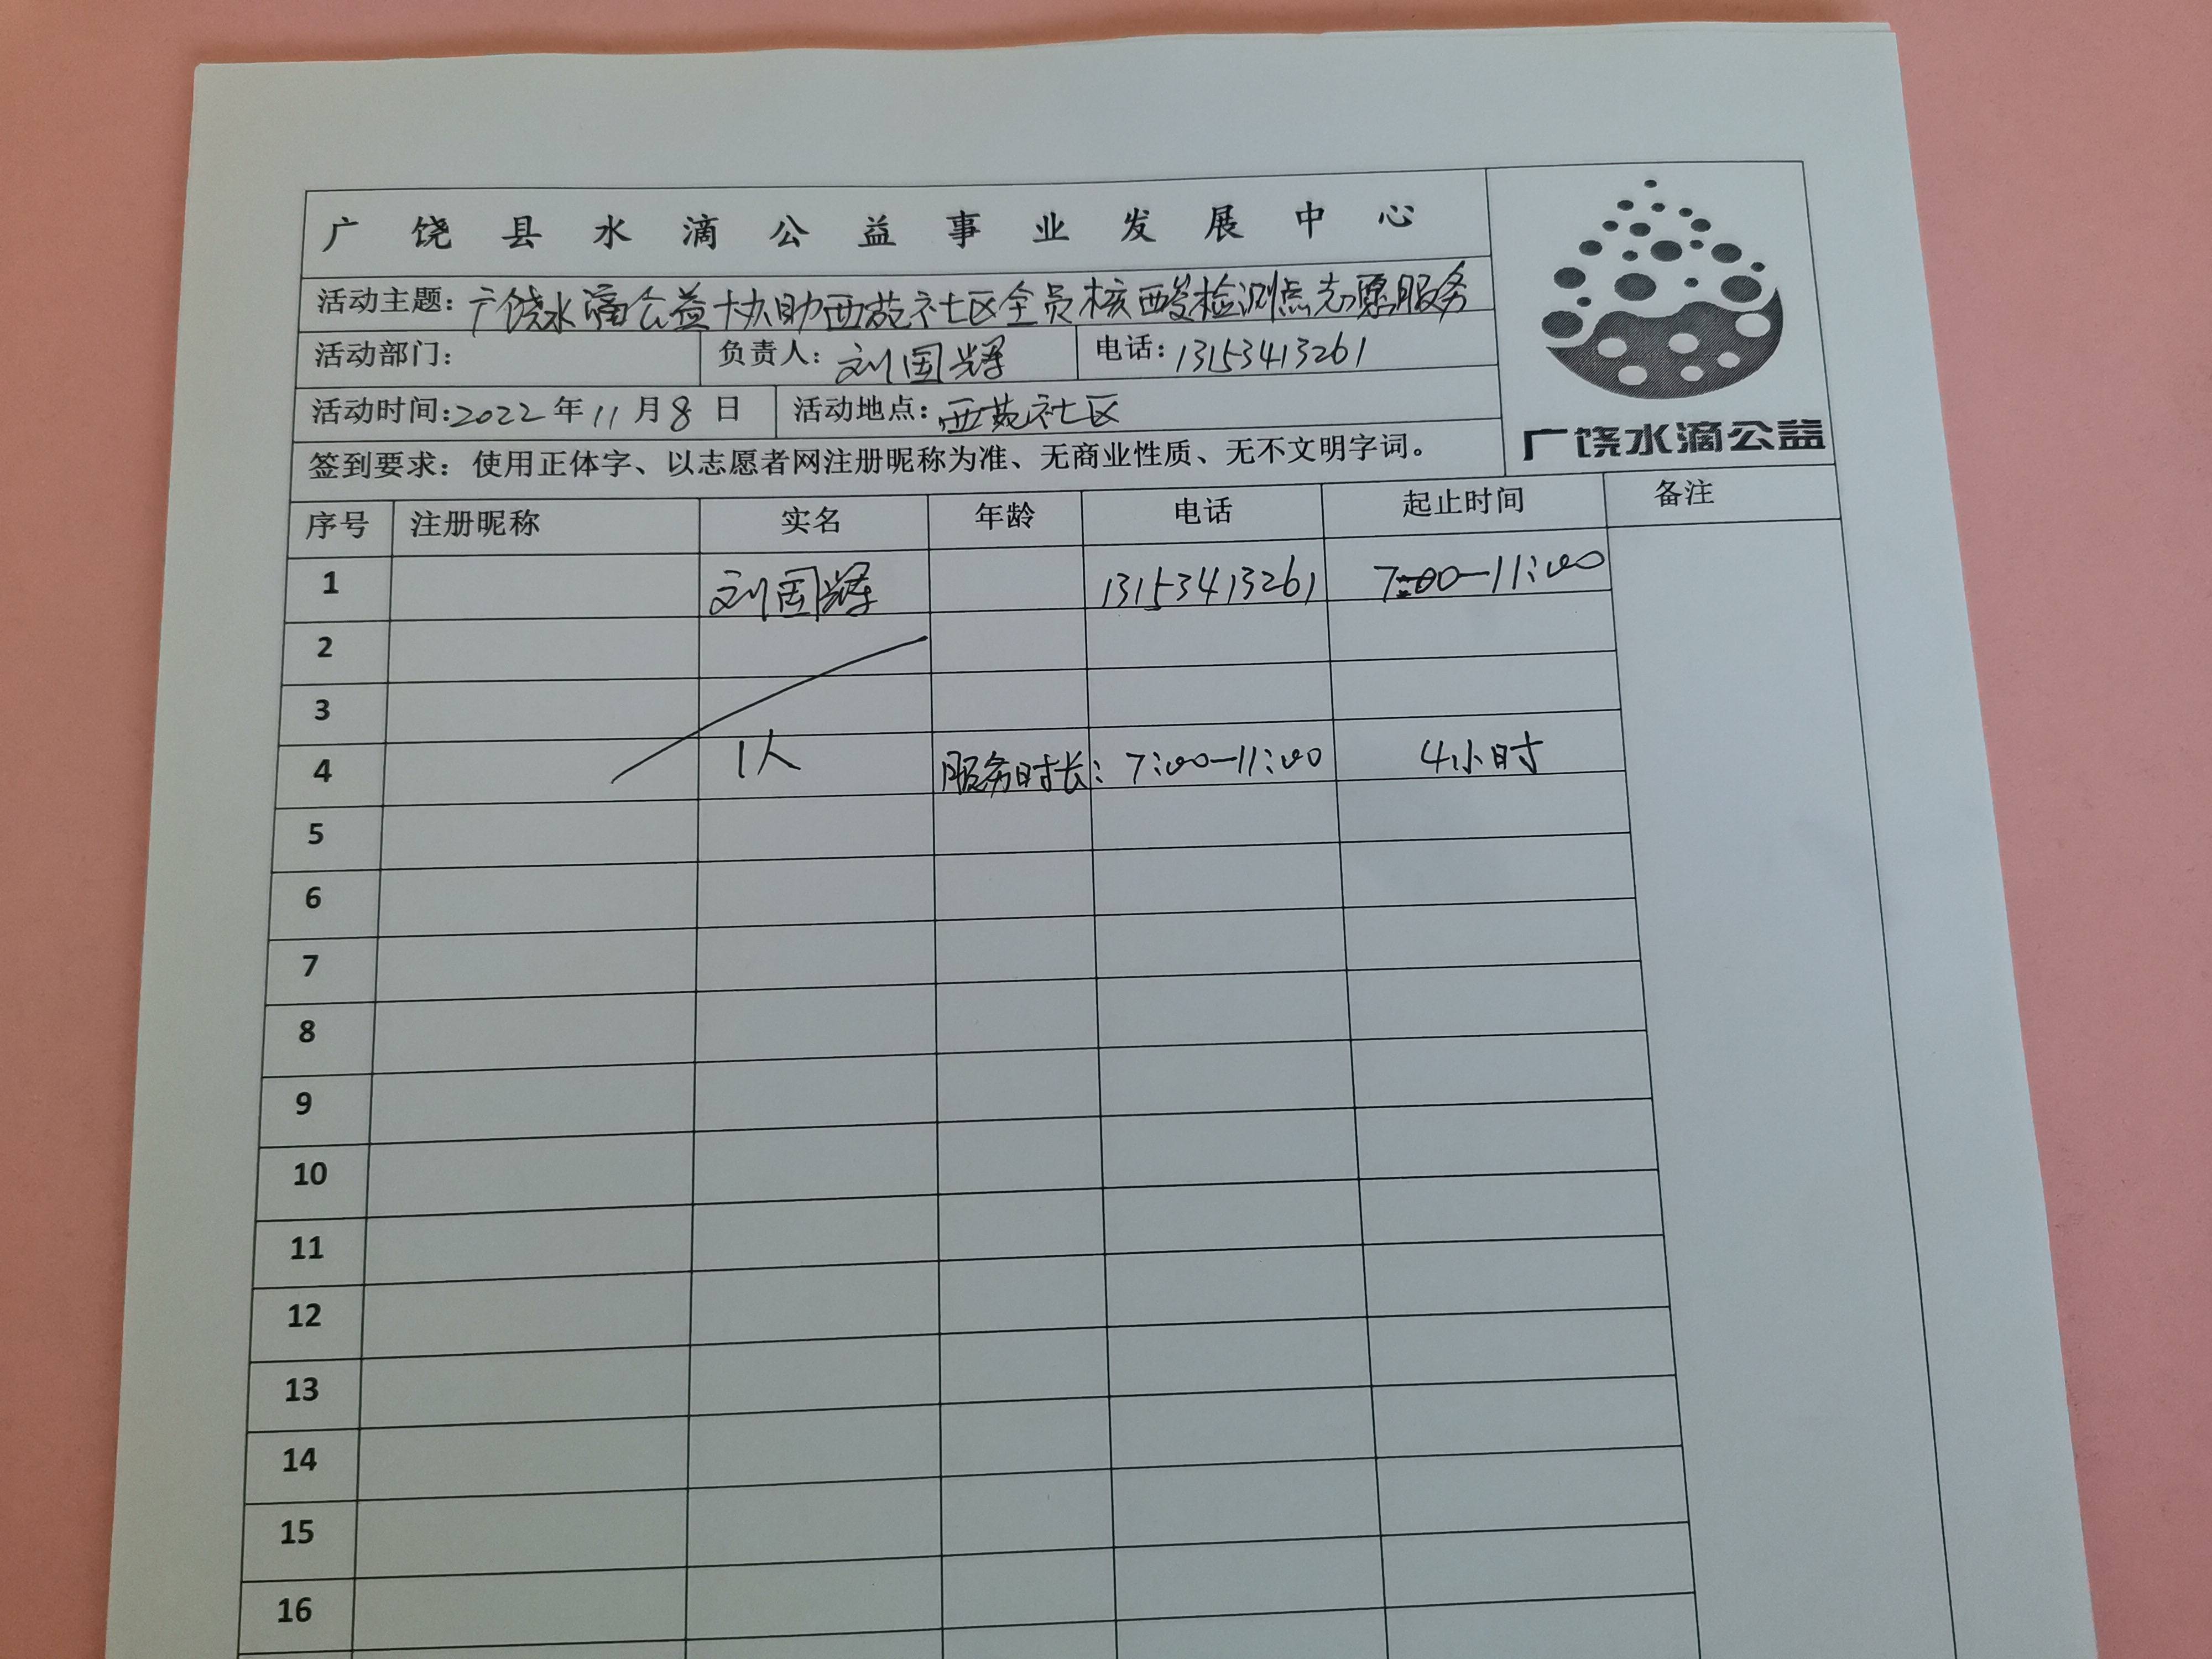 广饶县水滴公益事业发展中心
活动主题：广饶水滴公益协助西苑社区全员核酸检测点志愿服务
活动部门： 负责人：刘国辉 电话：13153413261
活动时间：2022年11月8日 活动地点：西苑社区
广饶水滴公益
签到要求：使用正体字、以志愿者网注册昵称为准、无商业性质、无不文明字词。
序号 注册昵称 实名 年龄 电话 起止时间 备注
1 刘国辉 13153413261 7:00-11:00
2
3
4 1人 服务时长：7:00-11:00 4小时
5
6
7
8
9
10
11
12
13
14
15
16